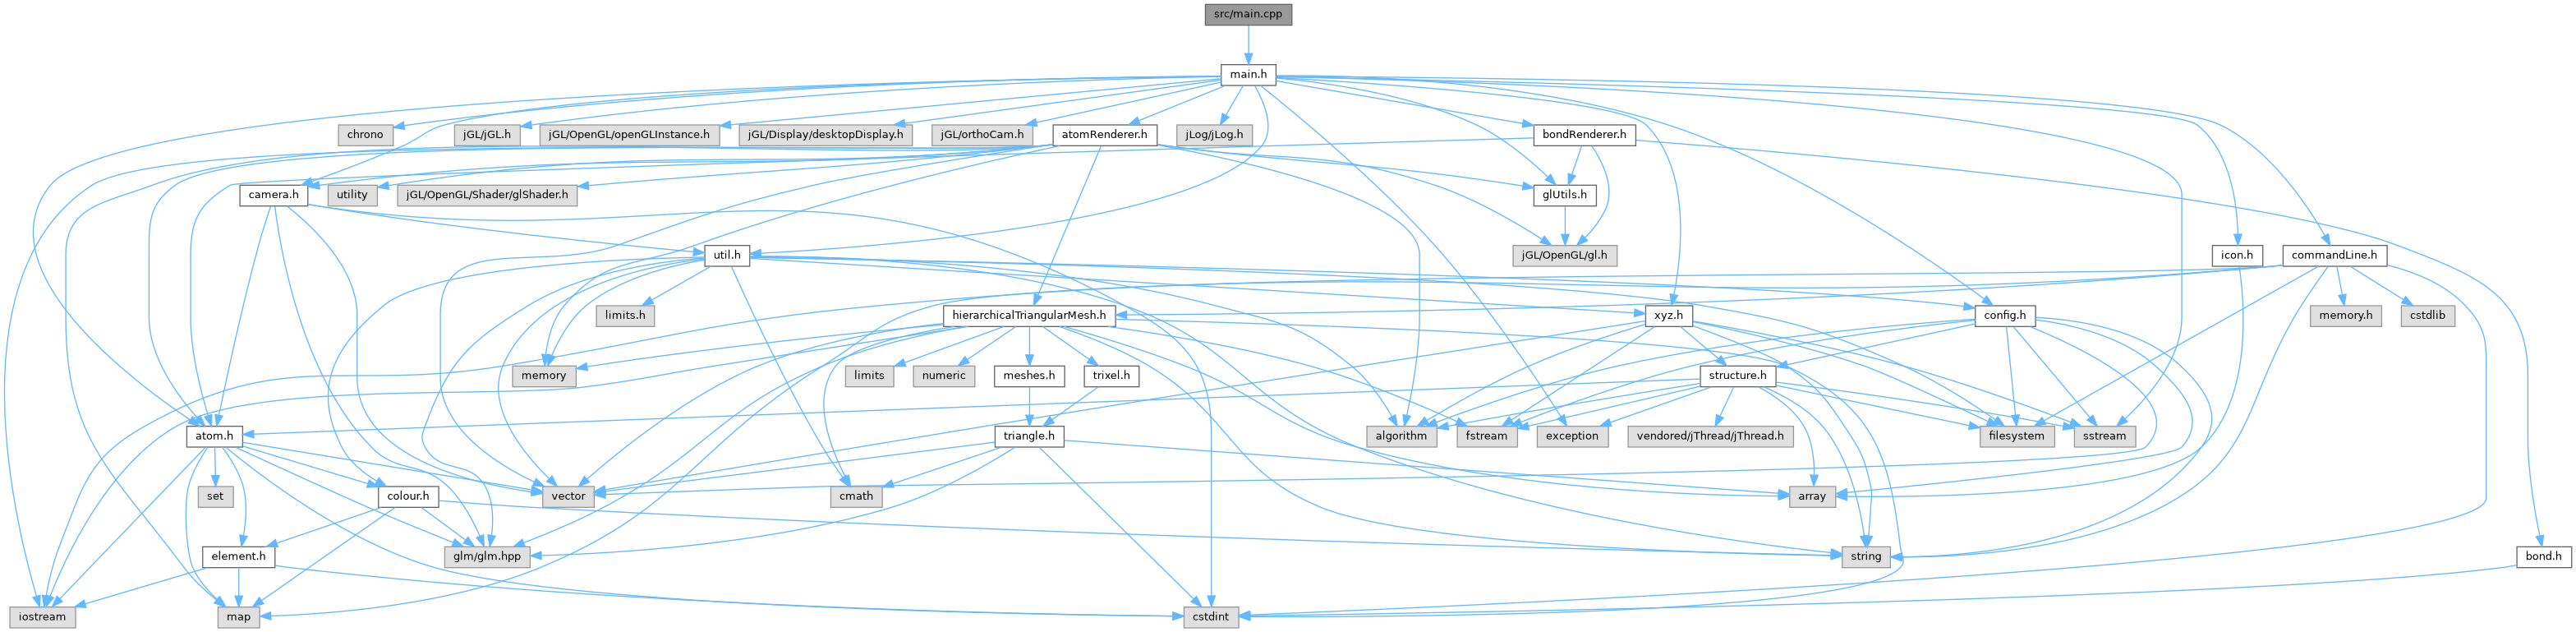 src/main.cpp
main.h
chrono
jGL/jGL.h
jGL/OpenGL/openGLInstance.h
jGL/Display/desktopDisplay.h
jGL/orthoCam.h
atomRenderer.h
jLog/jLog.h
bondRenderer.h
camera.h
utility
jGL/OpenGL/Shader/glShader.h
glUtils.h
util.h
jGL/OpenGL/gl.h
icon.h
commandLine.h
limits.h
hierarchicalTriangularMesh.h
xyz.h
config.h
memory.h
cstdlib
memory
limits
numeric
meshes.h
trixel.h
structure.h
atom.h
triangle.h
algorithm
fstream
exception
vendored/jThread/jThread.h
filesystem
sstream
set
colour.h
vector
cmath
array
element.h
glm/glm.hpp
string
bond.h
iostream
map
cstdint